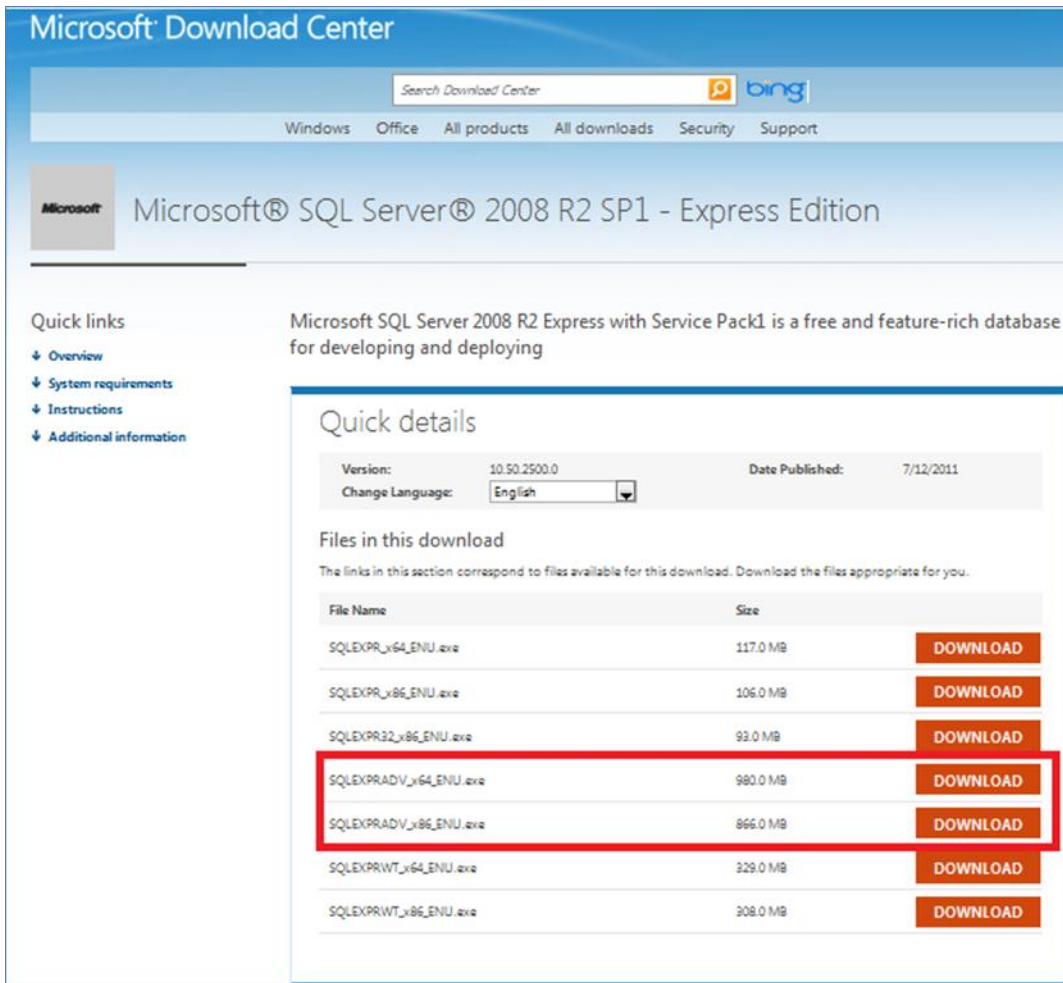 Microsoft Download Center
Search Download Center
bing
Windows Office All products All downloads Security Support
Microsoft
Microsoft® SQL Server® 2008 R2 SP1 - Express Edition
Quick links
Overview
System requirements
Instructions
Additional information
Microsoft SQL Server 2008 R2 Express with Service Pack1 is a free and feature-rich database
for developing and deploying
Quick details
Version: 10.50.2500.0 Date Published: 7/12/2011
Change Language: English
Files in this download
The links in this section correspond to files available for this download. Download the files appropriate for you.
File Name Size
SQLEXPR_x64_ENU.exe 117.0 MB DOWNLOAD
SQLEXPR_x86_ENU.exe 106.0 MB DOWNLOAD
SQLEXPR32_x86_ENU.exe 93.0 MB DOWNLOAD
SQLEXPRADV_x64_ENU.exe 980.0 MB DOWNLOAD
SQLEXPRADV_x86_ENU.exe 866.0 MB DOWNLOAD
SQLEXPRWT_x64_ENU.exe 329.0 MB DOWNLOAD
SQLEXPRWT_x86_ENU.exe 308.0 MB DOWNLOAD